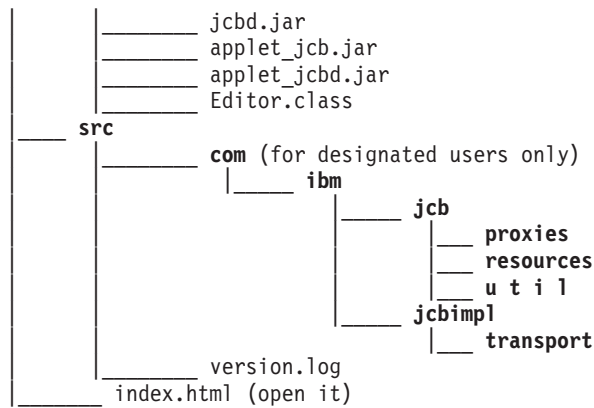 jcbd.jar
applet_jcb.jar
applet_jcbd.jar
Editor.class
src
com (for designated users only)
ibm
jcb
proxies
resources
u t i l
jcbimpl
transport
version.log
index.html (open it)